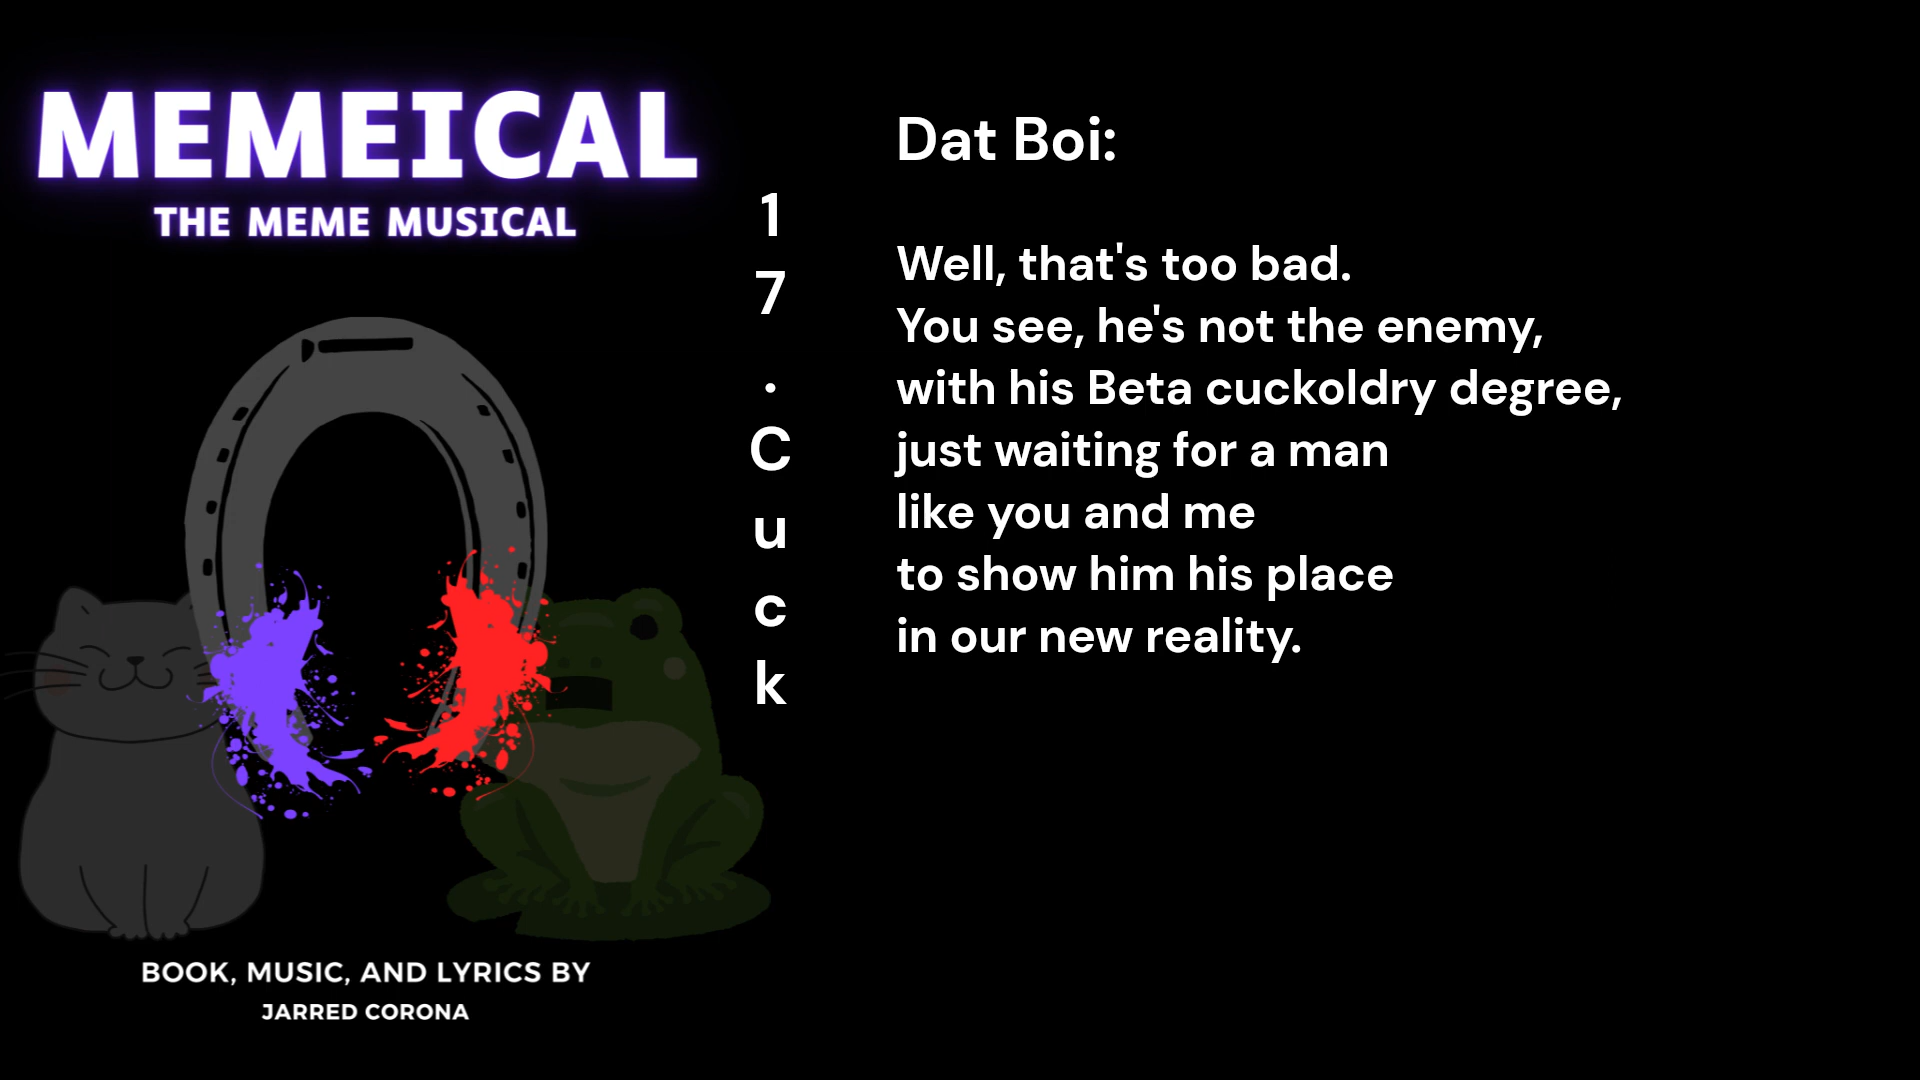 MEMEICAL
THE MEME MUSICAL
BOOK, MUSIC, AND LYRICS BY
JARRED CORONA
17.Cuck
Dat Boi:
Well, that's too bad.
You see, he's not the enemy,
with his Beta cuckoldry degree,
just waiting for a man
like you and me
to show him his place
in our new reality.